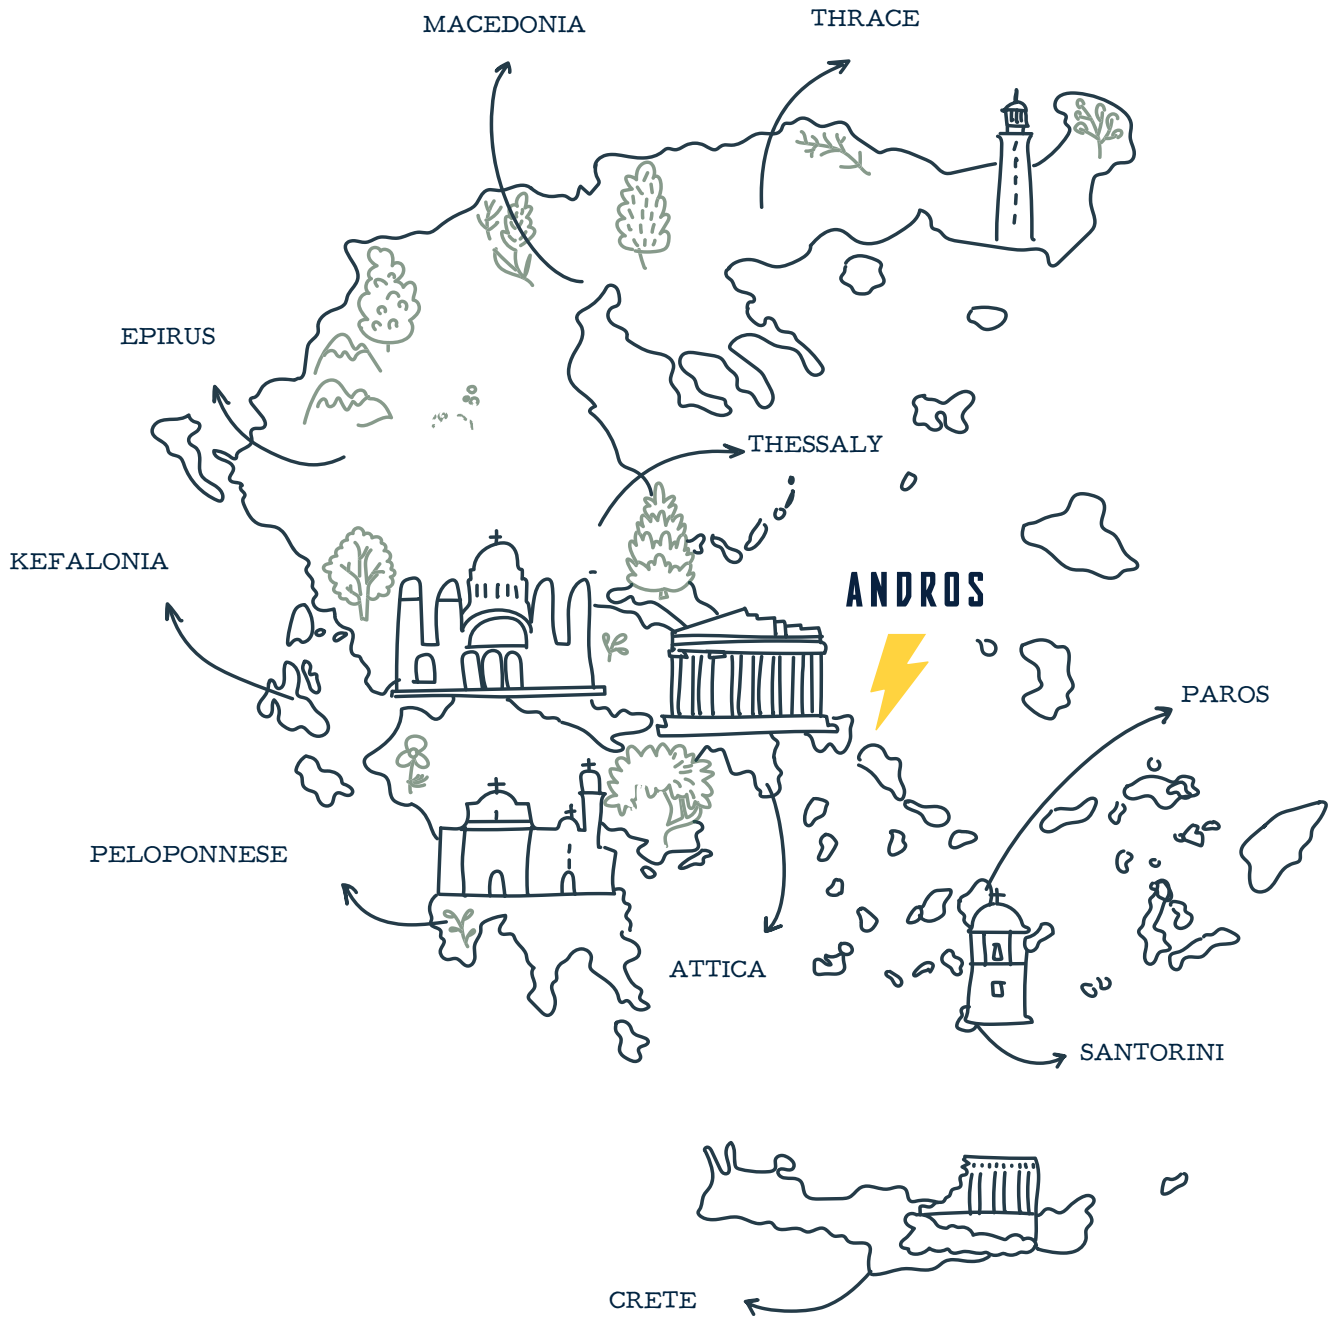 MACEDONIA
THRACE
EPIRUS
THESSALY
KEFALONIA
ANDROS
PAROS
PELOPONNESE
ATTICA
SANTORINI
CRETE